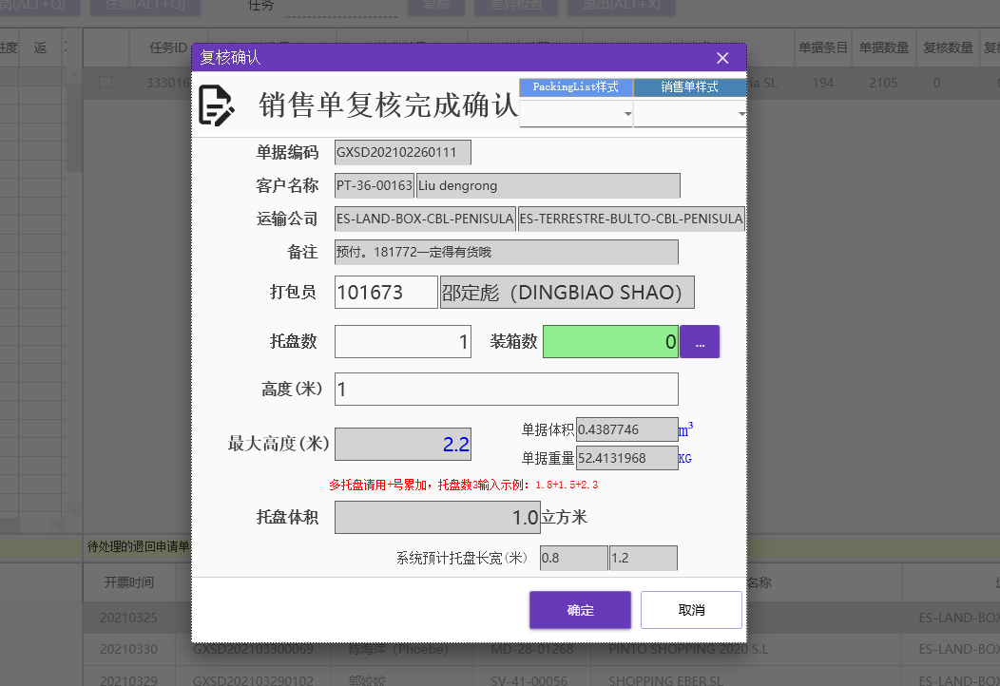 岗(ALT+Q) 注销(ALT+O) 任务 复核 差异检查 退出(ALT+X)
进度 返 任务ID 单据条目 单据数量 复核数量
333016 SL 194 2105 0
复核确认
销售单复核完成确认 PackingList样式 销售单样式
单据编码 GXSD202102260111
客户名称 PT-36-00163 Liu dengrong
运输公司 ES-LAND-BOX-CBL-PENISULA ES-TERRESTRE-BULTO-CBL-PENISULA
备注 预付。181772一定得有货哦
打包员 101673 邵定彪（DINGBIAO SHAO）
托盘数 1 装箱数 0 ...
高度(米) 1
单据体积 0.4387746 m³
最大高度(米) 2.2
单据重量 52.4131968 KG
多托盘请用+号累加, 托盘数3输入示例: 1.8+1.5+2.3
托盘体积 1.0 立方米
待处理的退回申请单
系统预计托盘长宽(米) 0.8 1.2
开票时间 名称
确定 取消
20210325 ES-LAND-BOX
20210330 GXSD202103300069 陈海萍（Phoebe） MD-28-01268 PINTO SHOPPING 2020 S.L ES-LAND-BOX
20210329 GXSD202103290102 郭姣姣 SV-41-00056 SHOPPING EBER SL ES-LAND-BOX